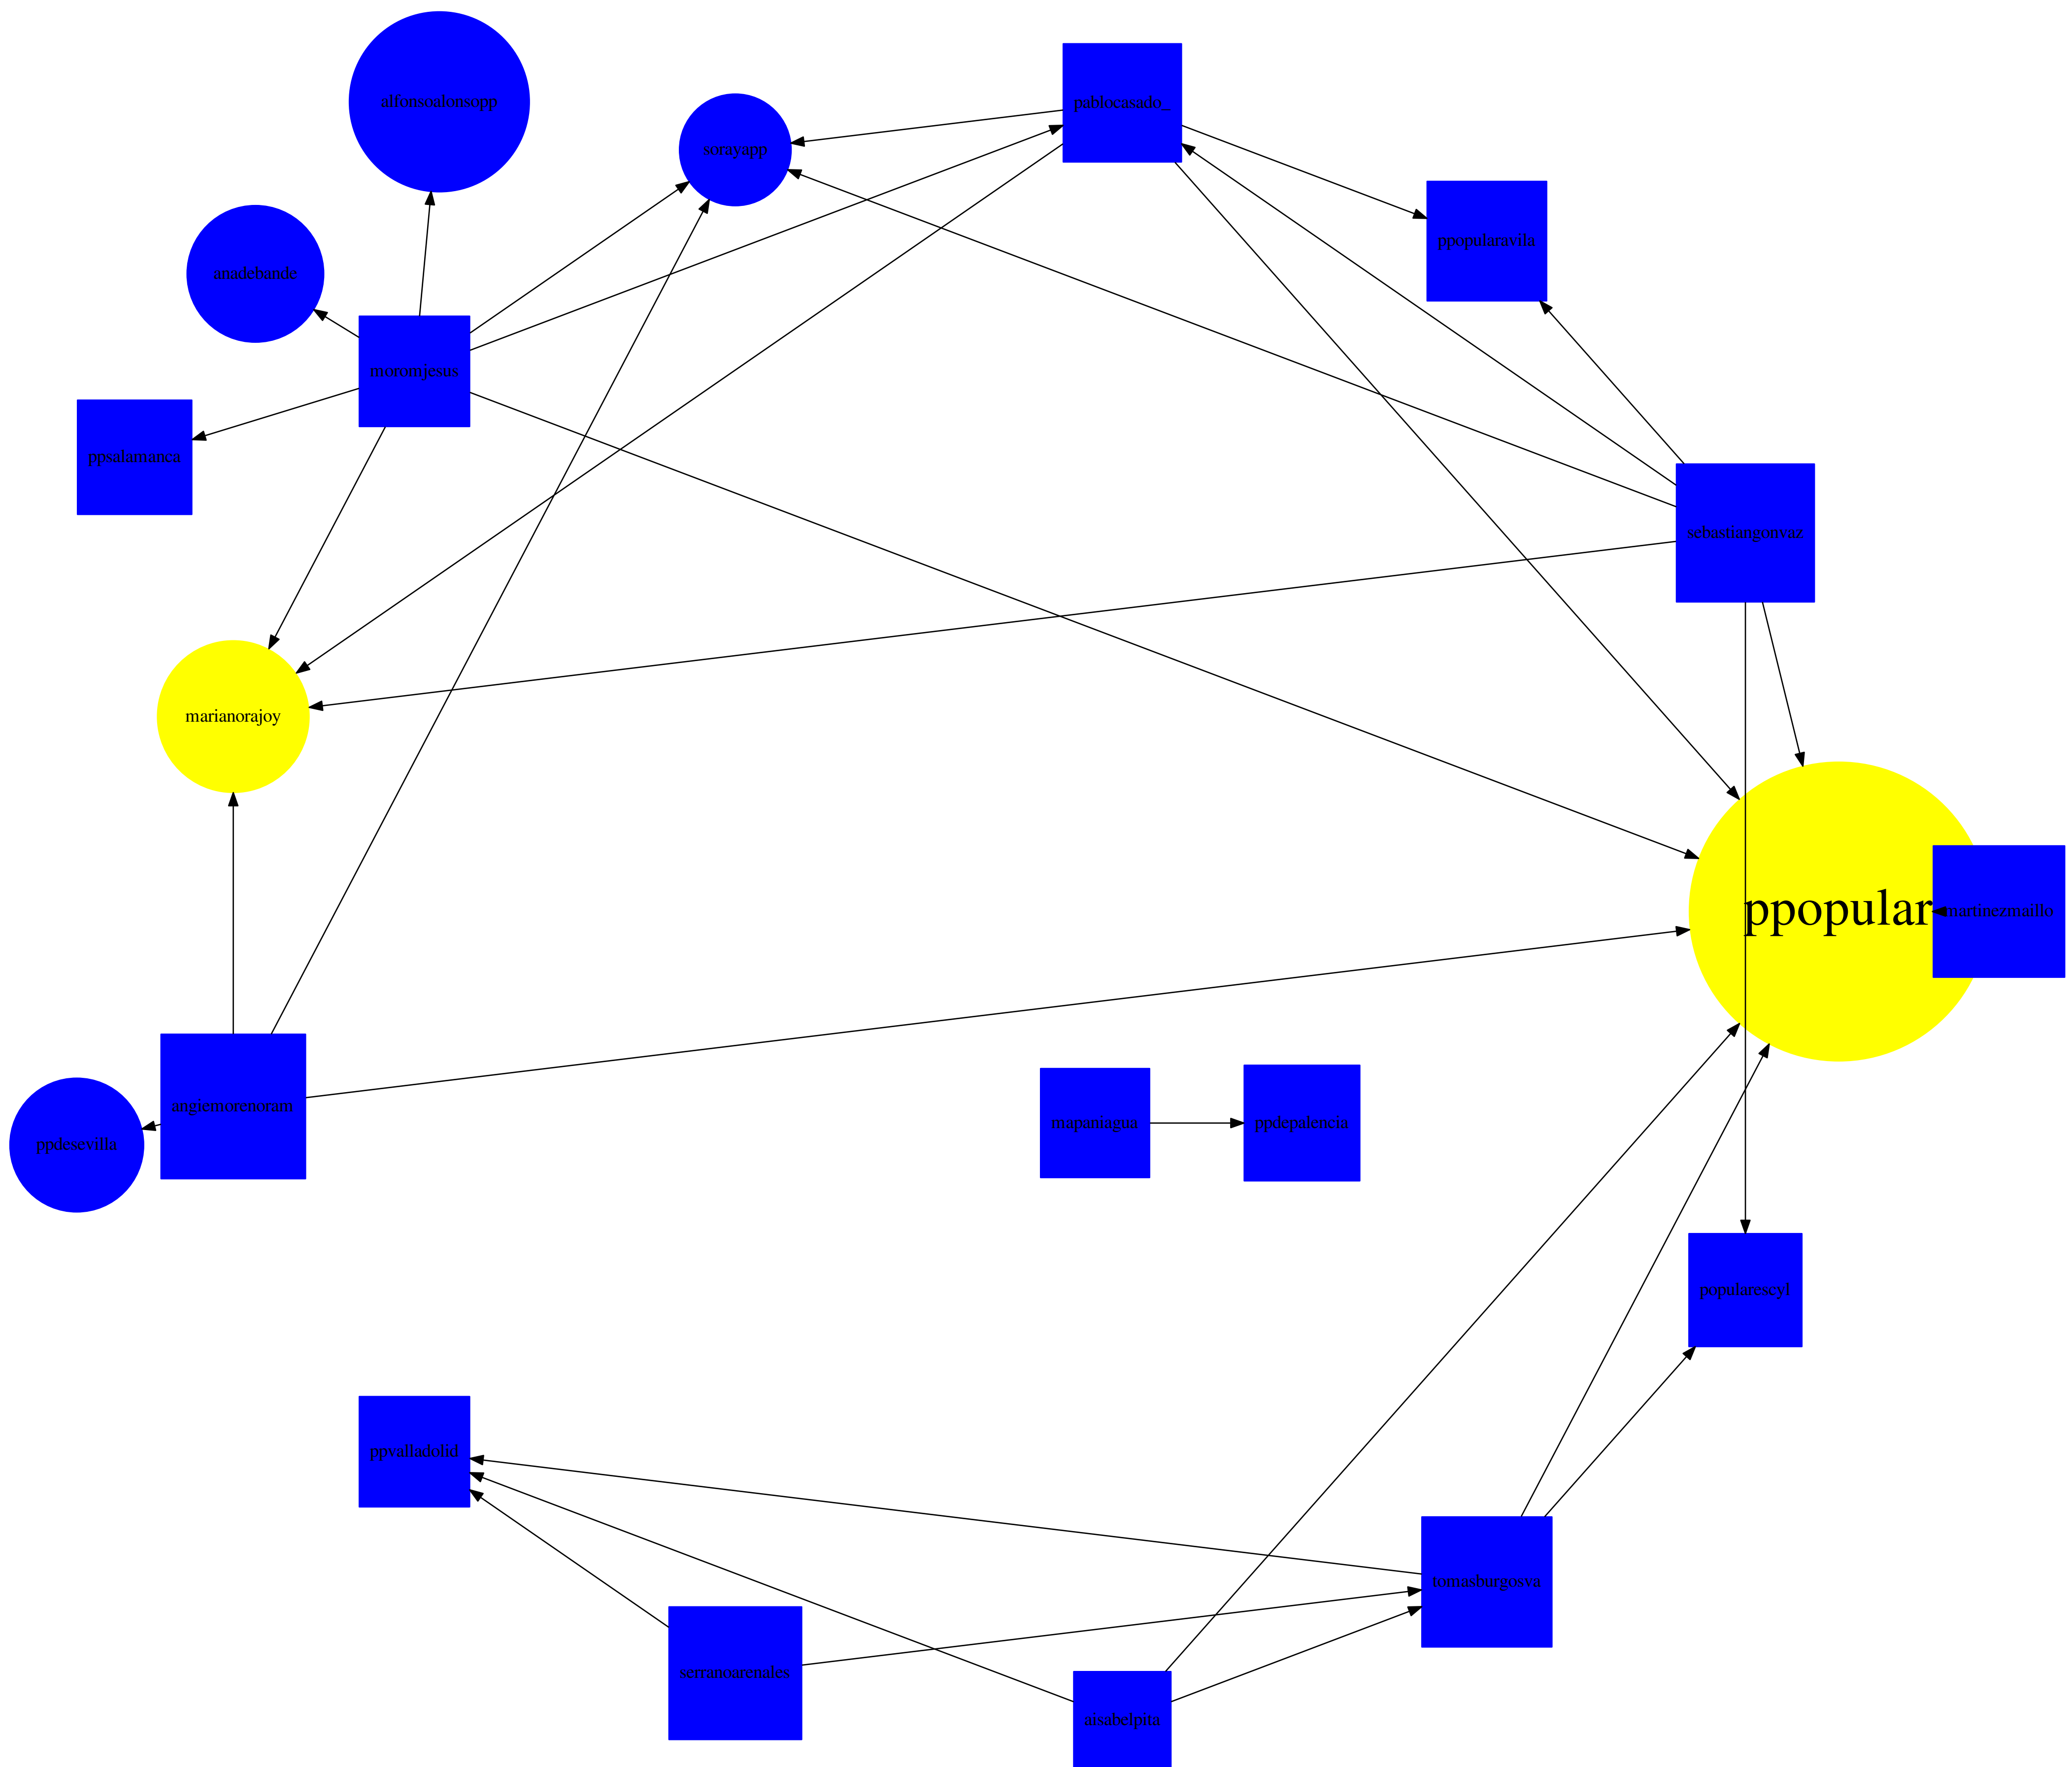 alfonsoalonsopp
pablocasado_
sorayapp
ppopularavila
anadebande
moromjesus
ppsalamanca
sebastiangonvaz
marianorajoy
ppopular
martinezmaillo
angiemorenoram
mapaniagua
ppdepalencia
ppdesevilla
popularescyl
ppvalladolid
tomasburgosva
serranoarenales
aisabelpita